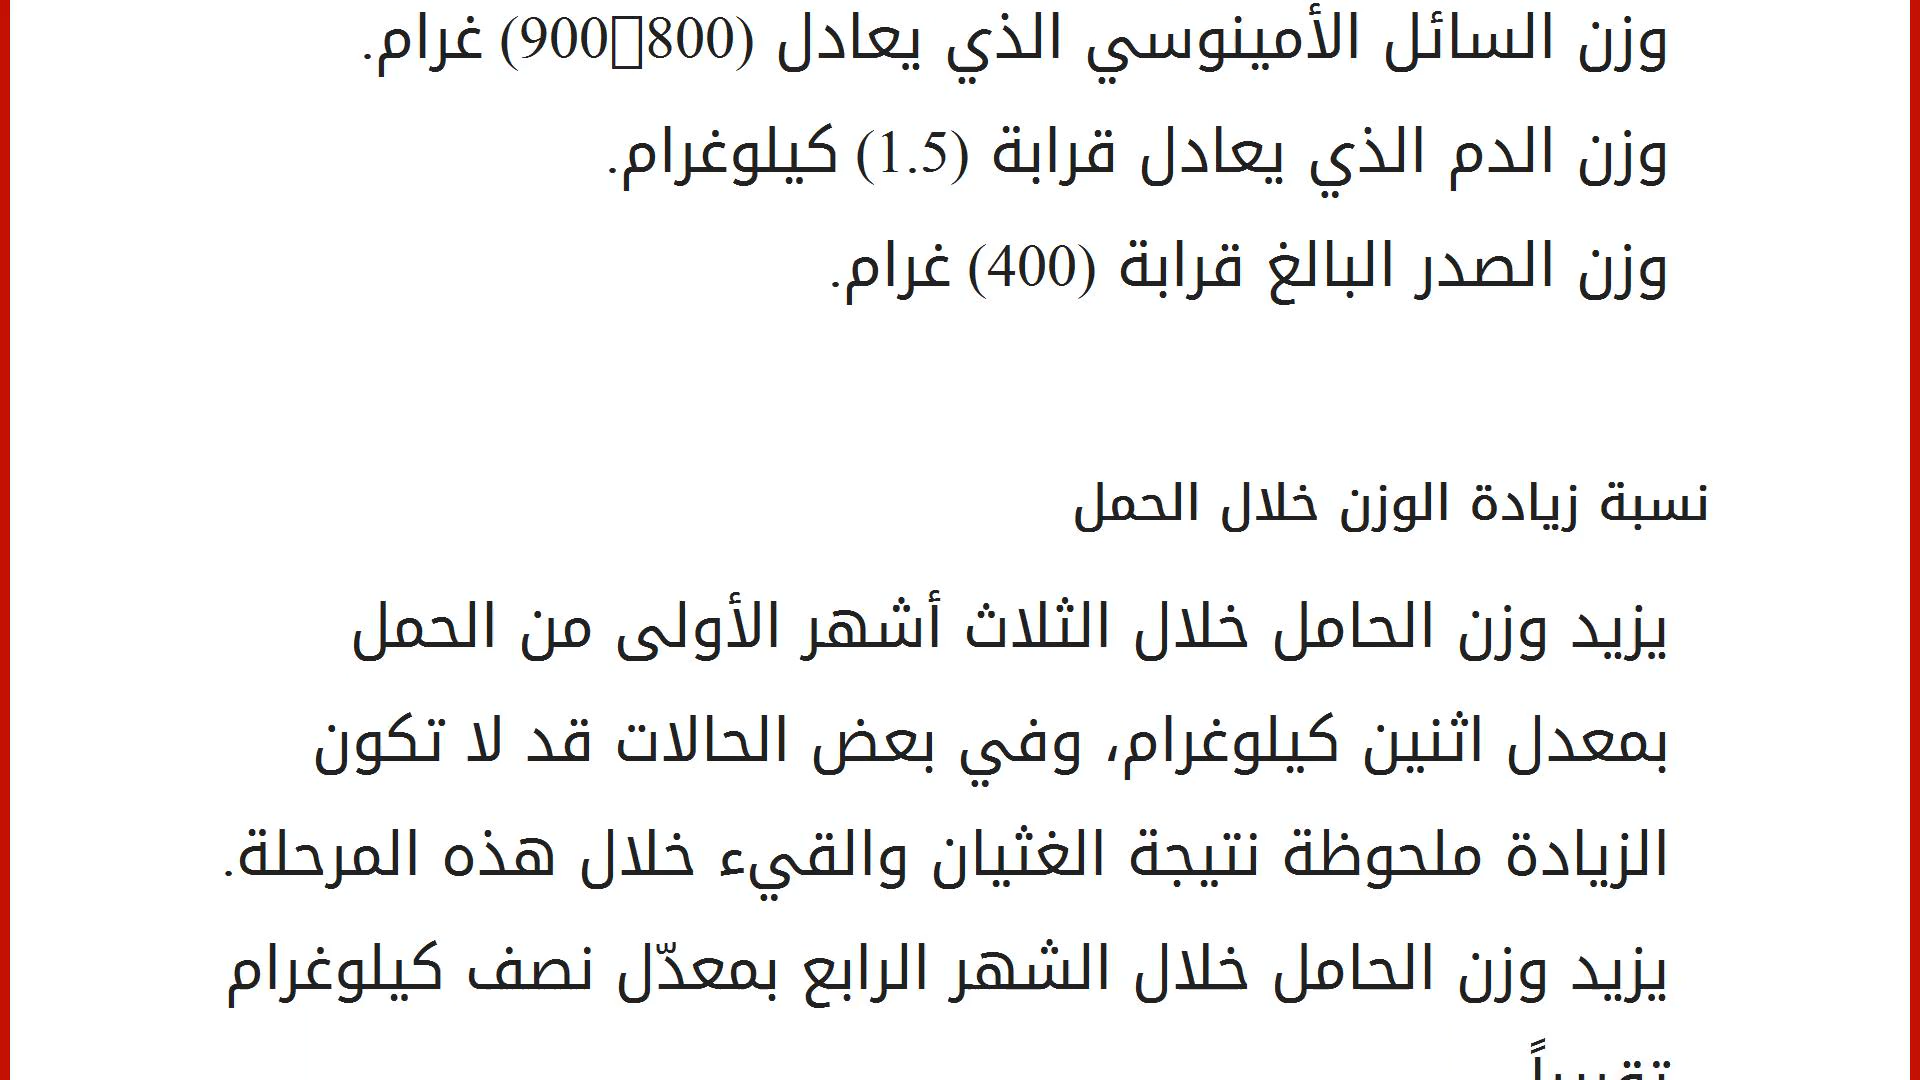 وزن السائل الأمينوسي الذي يعادل (800▯900) غرام.
وزن الدم الذي يعادل قرابة (1.5) كيلوغرام.
وزن الصدر البالغ قرابة (400) غرام.
نسبة زيادة الوزن خلال الحمل
يزيد وزن الحامل خلال الثلاث أشهر الأولى من الحمل
بمعدل اثنين كيلوغرام، وفي بعض الحالات قد لا تكون
الزيادة ملحوظة نتيجة الغثيان والقيء خلال هذه المرحلة.
يزيد وزن الحامل خلال الشهر الرابع بمعدّل نصف كيلوغرام